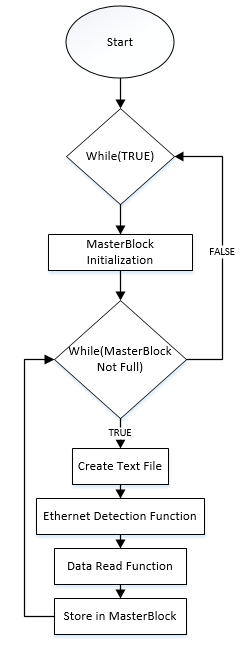 Start
While(TRUE)
MasterBlock
Initialization
FALSE
While(MasterBlock
Not Full)
TRUE
Create Text File
Ethernet Detection Function
Data Read Function
Store in MasterBlock